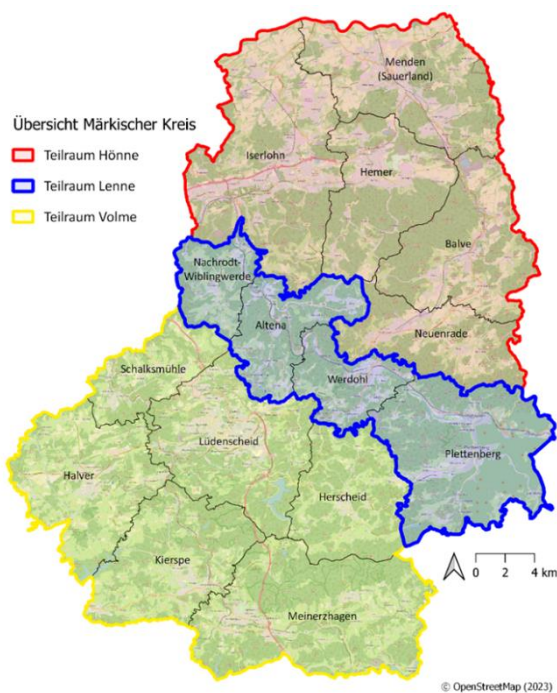 Übersicht Märkischer Kreis
Teilraum Hönne
Teilraum Lenne
Teilraum Volme
Menden
(Sauerland)
Iserlohn
Hemer
Balve
Nachrodt-
Wiblingwerde
Altena
Neuenrade
Schalksmühle
Werdohl
Lüdenscheid
Plettenberg
Halver
Herscheid
Kierspe
Meinerzhagen
0 2 4 km
© OpenStreetMap (2023)